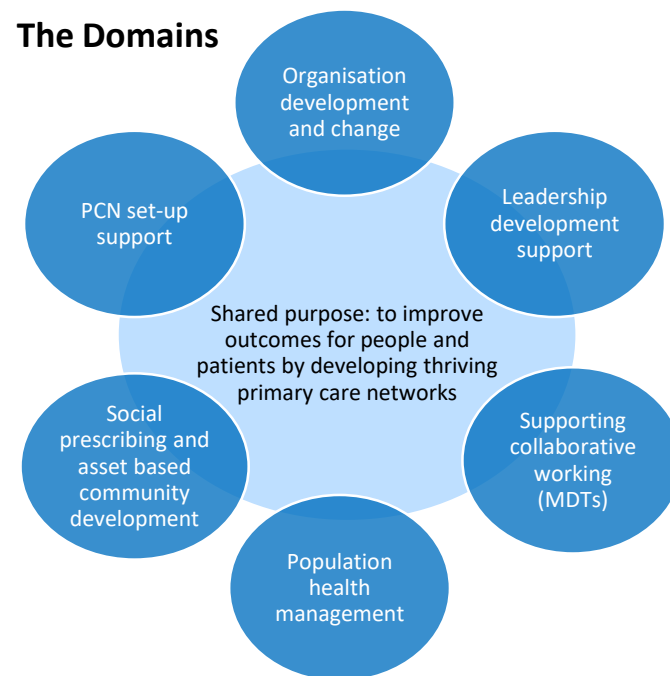 The Domains
Organisation
development
and change
Leadership
development
support
Supporting
collaborative
working
(MDTs)
Population
health
management
Social
prescribing and
asset based
community
development
PCN set-up
support
Shared purpose: to improve
outcomes for people and
patients by developing thriving
primary care networks